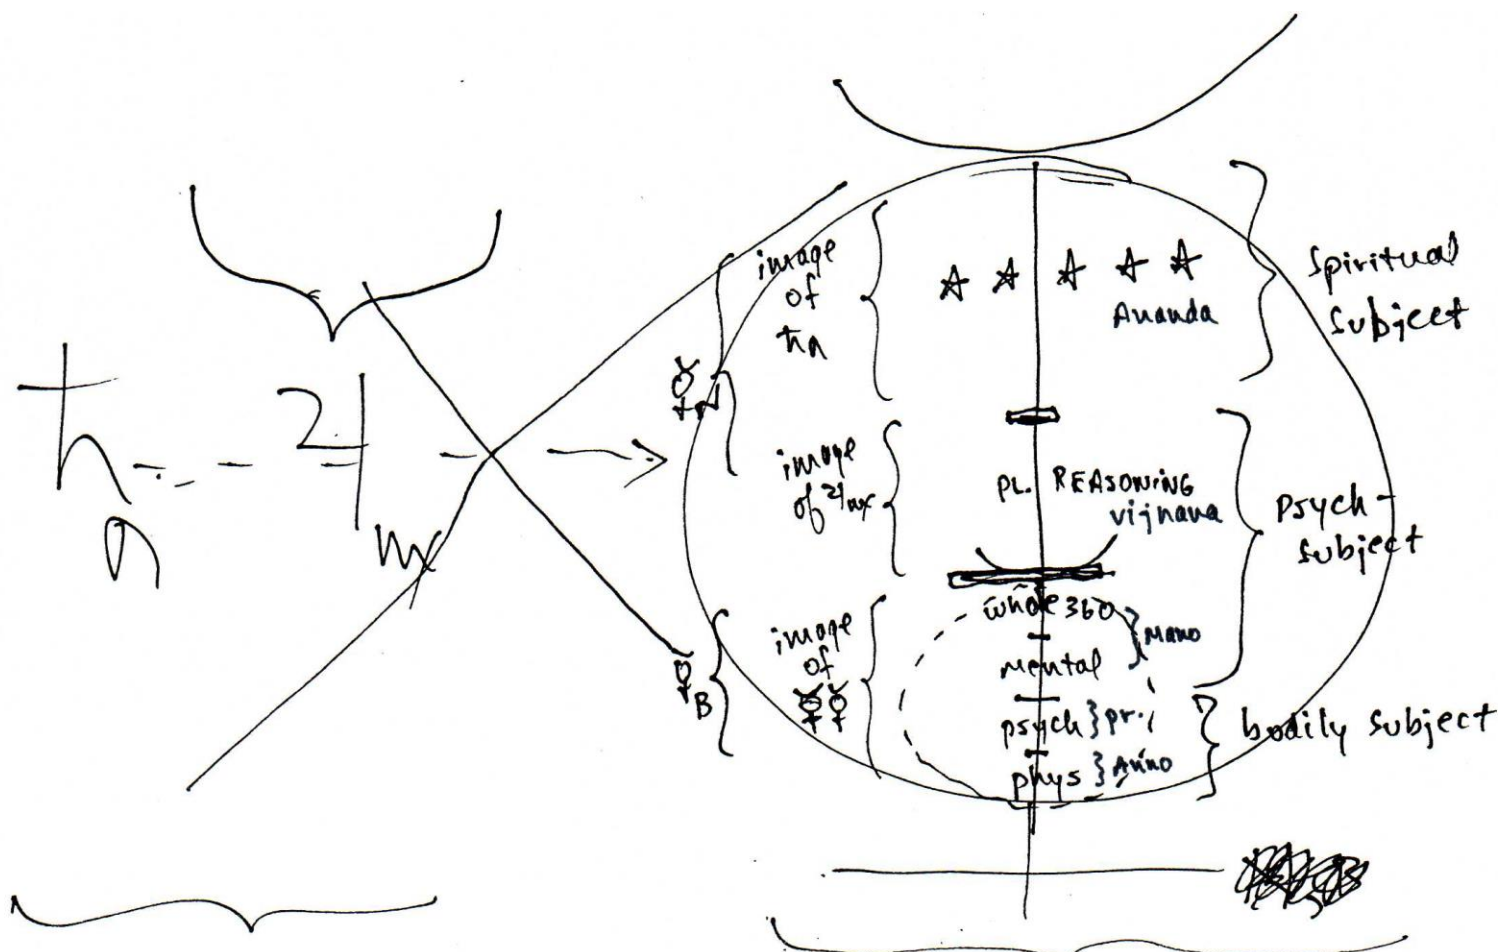 image
of
♄
Ananda
Spiritual
Subject
♄
♃
image
of ♃
PL. REASONING
vijnana
Psych-
Subject
image
of
whole 360
Mano
mental
B
psych } pr.
phys } Anno
bodily Subject